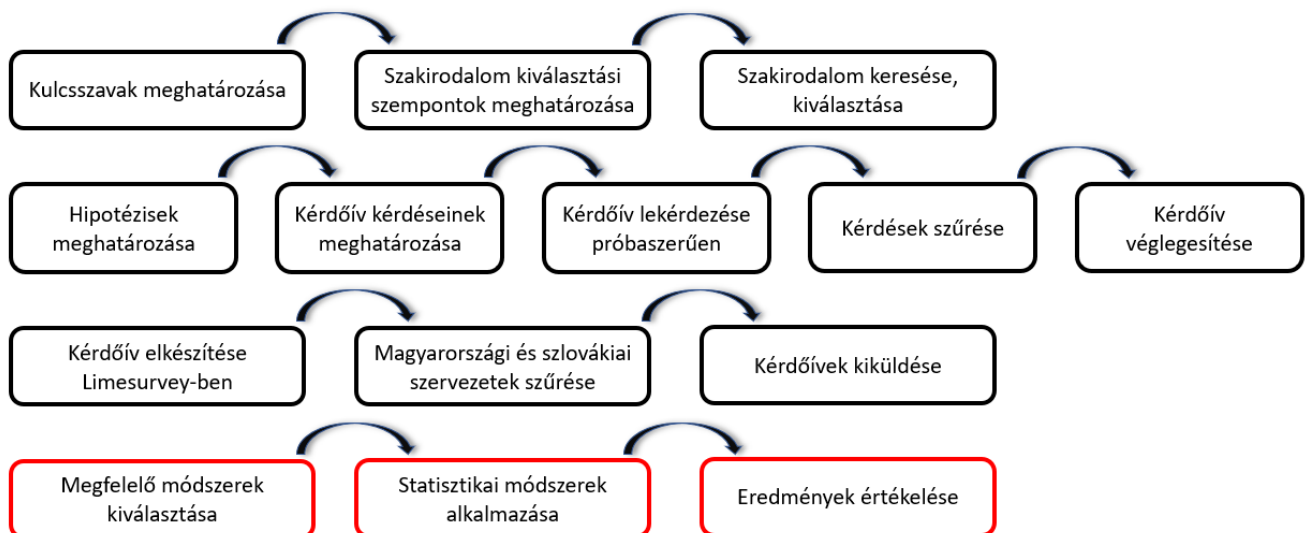 Kulcsszavak meghatározása
Szakirodalom kiválasztási
szempontok meghatározása
Szakirodalom keresése,
kiválasztása
Hipotézisek
meghatározása
Kérdőív kérdéseinek
meghatározása
Kérdőív lekérdezése
próbaszerűen
Kérdések szűrése
Kérdőív
véglegesítése
Kérdőív elkészítése
Limesurvey-ben
Magyarországi és szlovákiai
szervezetek szűrése
Kérdőívek kiküldése
Megfelelő módszerek
kiválasztása
Statisztikai módszerek
alkalmazása
Eredmények értékelése